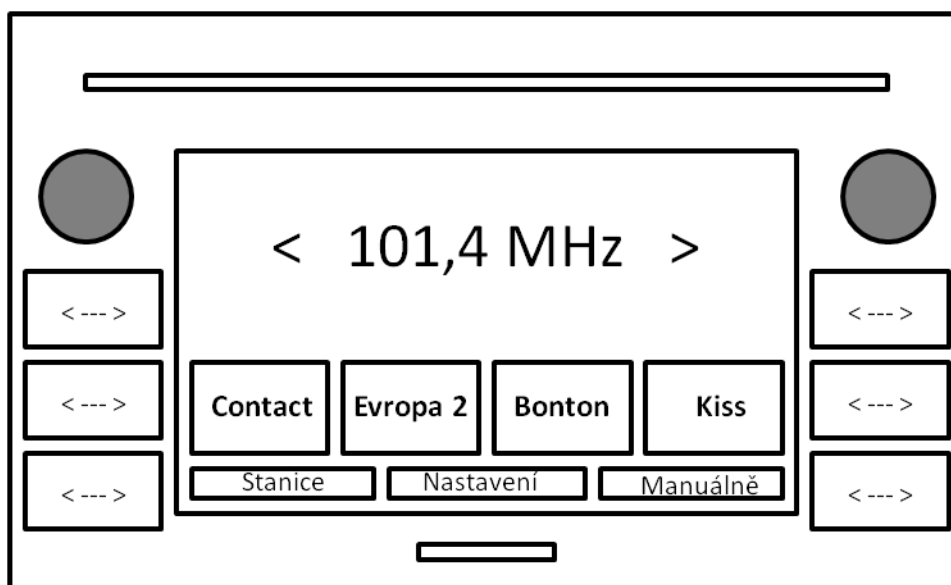 < 101,4 MHz >
< --- >
< --- >
< --- >
< --- >
Contact
Evropa 2
Bonton
Kiss
< --- >
< --- >
Stanice
Nastavení
Manuálně